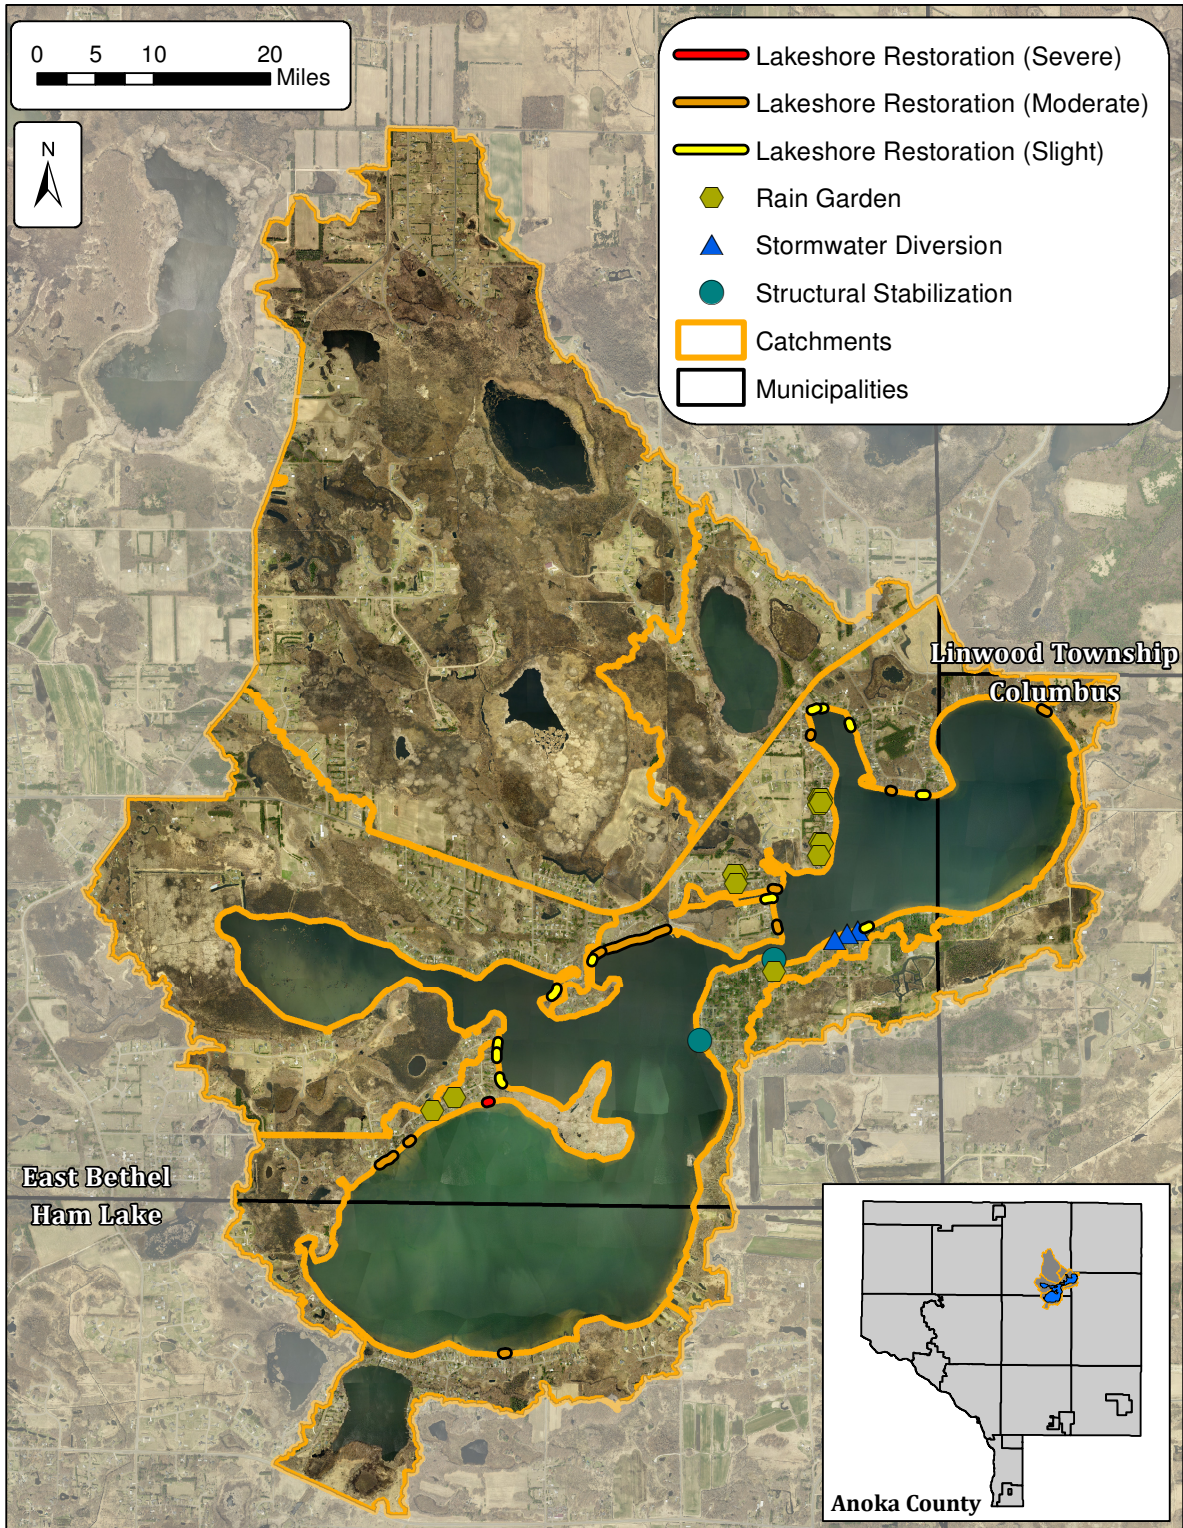 0 5 10 20
Miles
N
Lakeshore Restoration (Severe)
Lakeshore Restoration (Moderate)
Lakeshore Restoration (Slight)
Rain Garden
Stormwater Diversion
Structural Stabilization
Catchments
Municipalities
Linwood Township
Columbus
East Bethel
Ham Lake
Anoka County